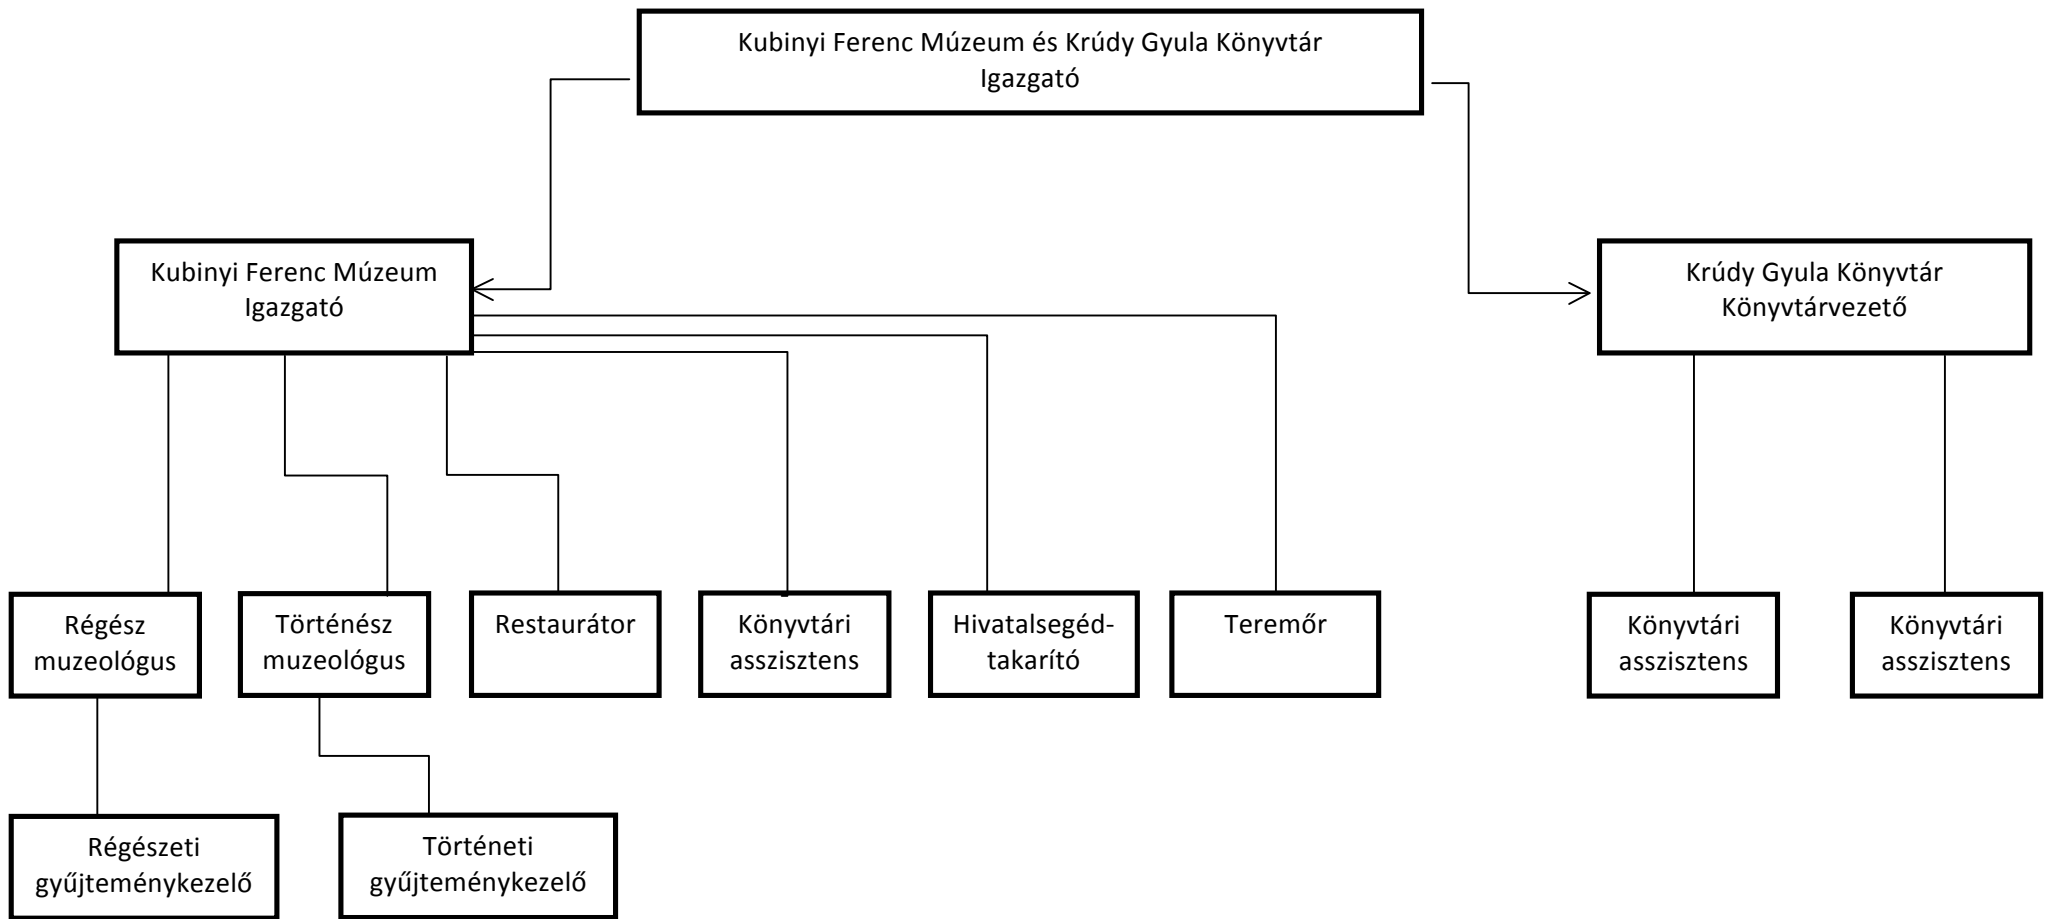 Kubinyi Ferenc Múzeum és Krúdy Gyula Könyvtár
Igazgató
Kubinyi Ferenc Múzeum
Igazgató
Krúdy Gyula Könyvtár
Könyvtárvezető
Régész
muzeológus
Történész
muzeológus
Restaurátor
Könyvtári
asszisztens
Hivatalsegéd-
takarító
Teremőr
Könyvtári
asszisztens
Könyvtári
asszisztens
Régészeti
gyűjteménykezelő
Történeti
gyűjteménykezelő